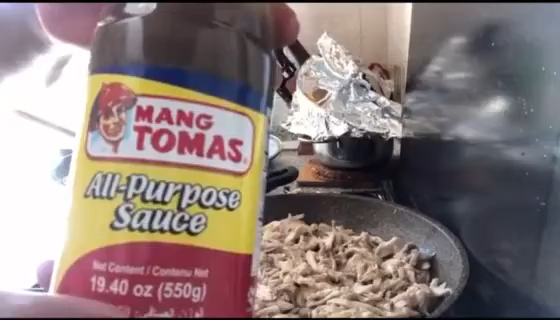 MANG
TOMAS
All-Purpose
Sauce
Net Content / Contenu Net
19.40 oz (550g)